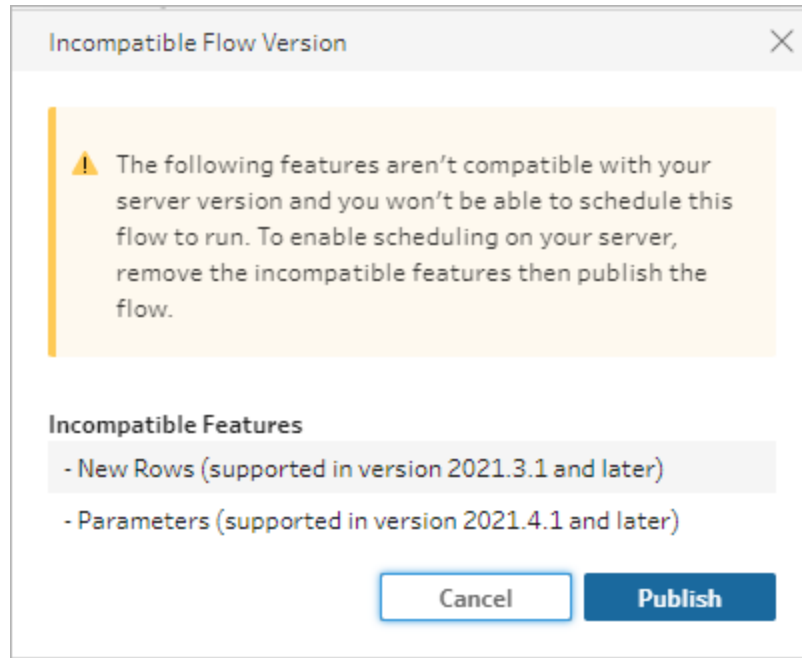 Incompatible Flow Version
The following features aren't compatible with your
server version and you won't be able to schedule this
flow to run. To enable scheduling on your server,
remove the incompatible features then publish the
flow.
Incompatible Features
- New Rows (supported in version 2021.3.1 and later)
- Parameters (supported in version 2021.4.1 and later)
Cancel
Publish